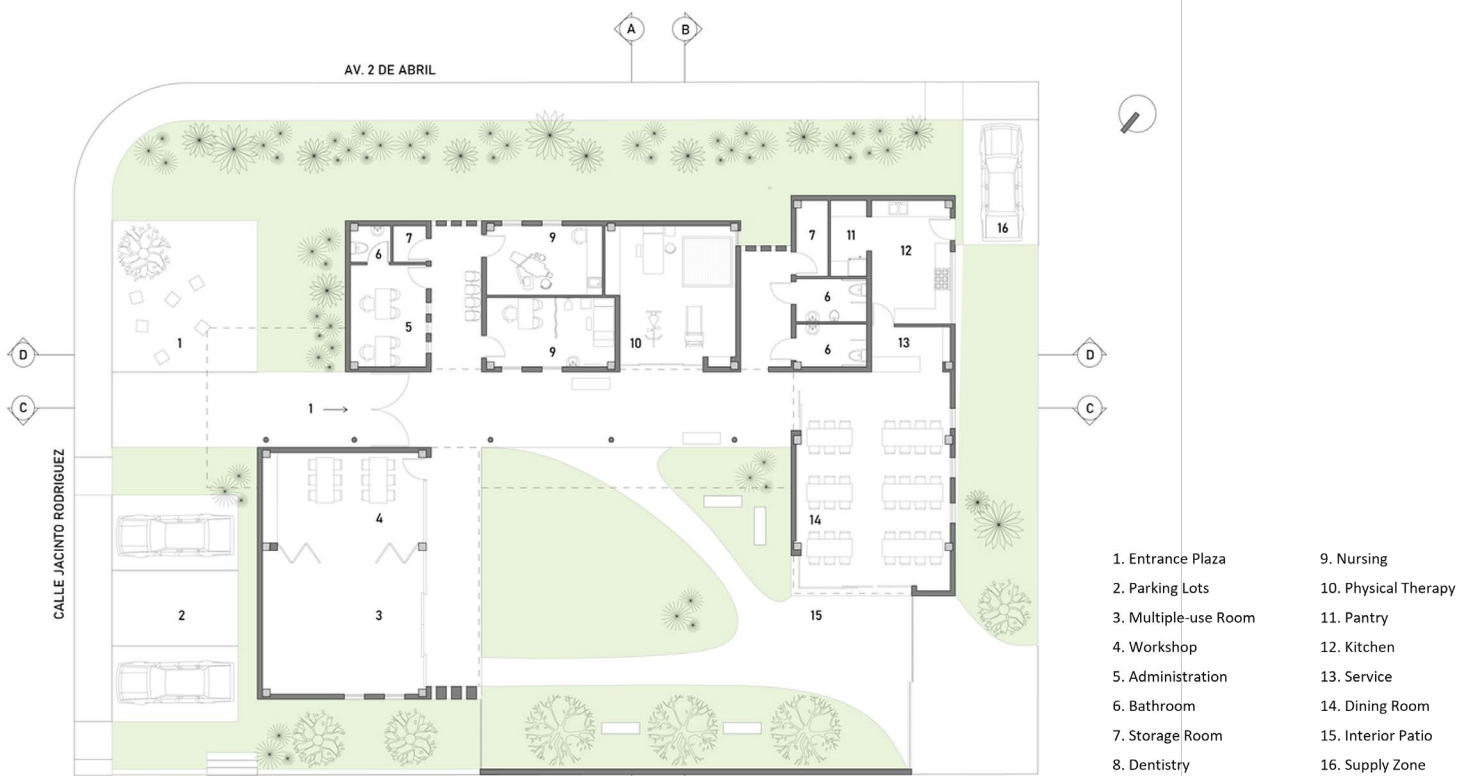 A
B
AV. 2 DE ABRIL
16
7
9
7
11
12
6
6
1
5
9
10
6
13
D
D
C
1
C
CALLE JACINTO RODRIGUEZ
4
14
2
3
15
1. Entrance Plaza
2. Parking Lots
3. Multiple-use Room
4. Workshop
5. Administration
6. Bathroom
7. Storage Room
8. Dentistry
9. Nursing
10. Physical Therapy
11. Pantry
12. Kitchen
13. Service
14. Dining Room
15. Interior Patio
16. Supply Zone